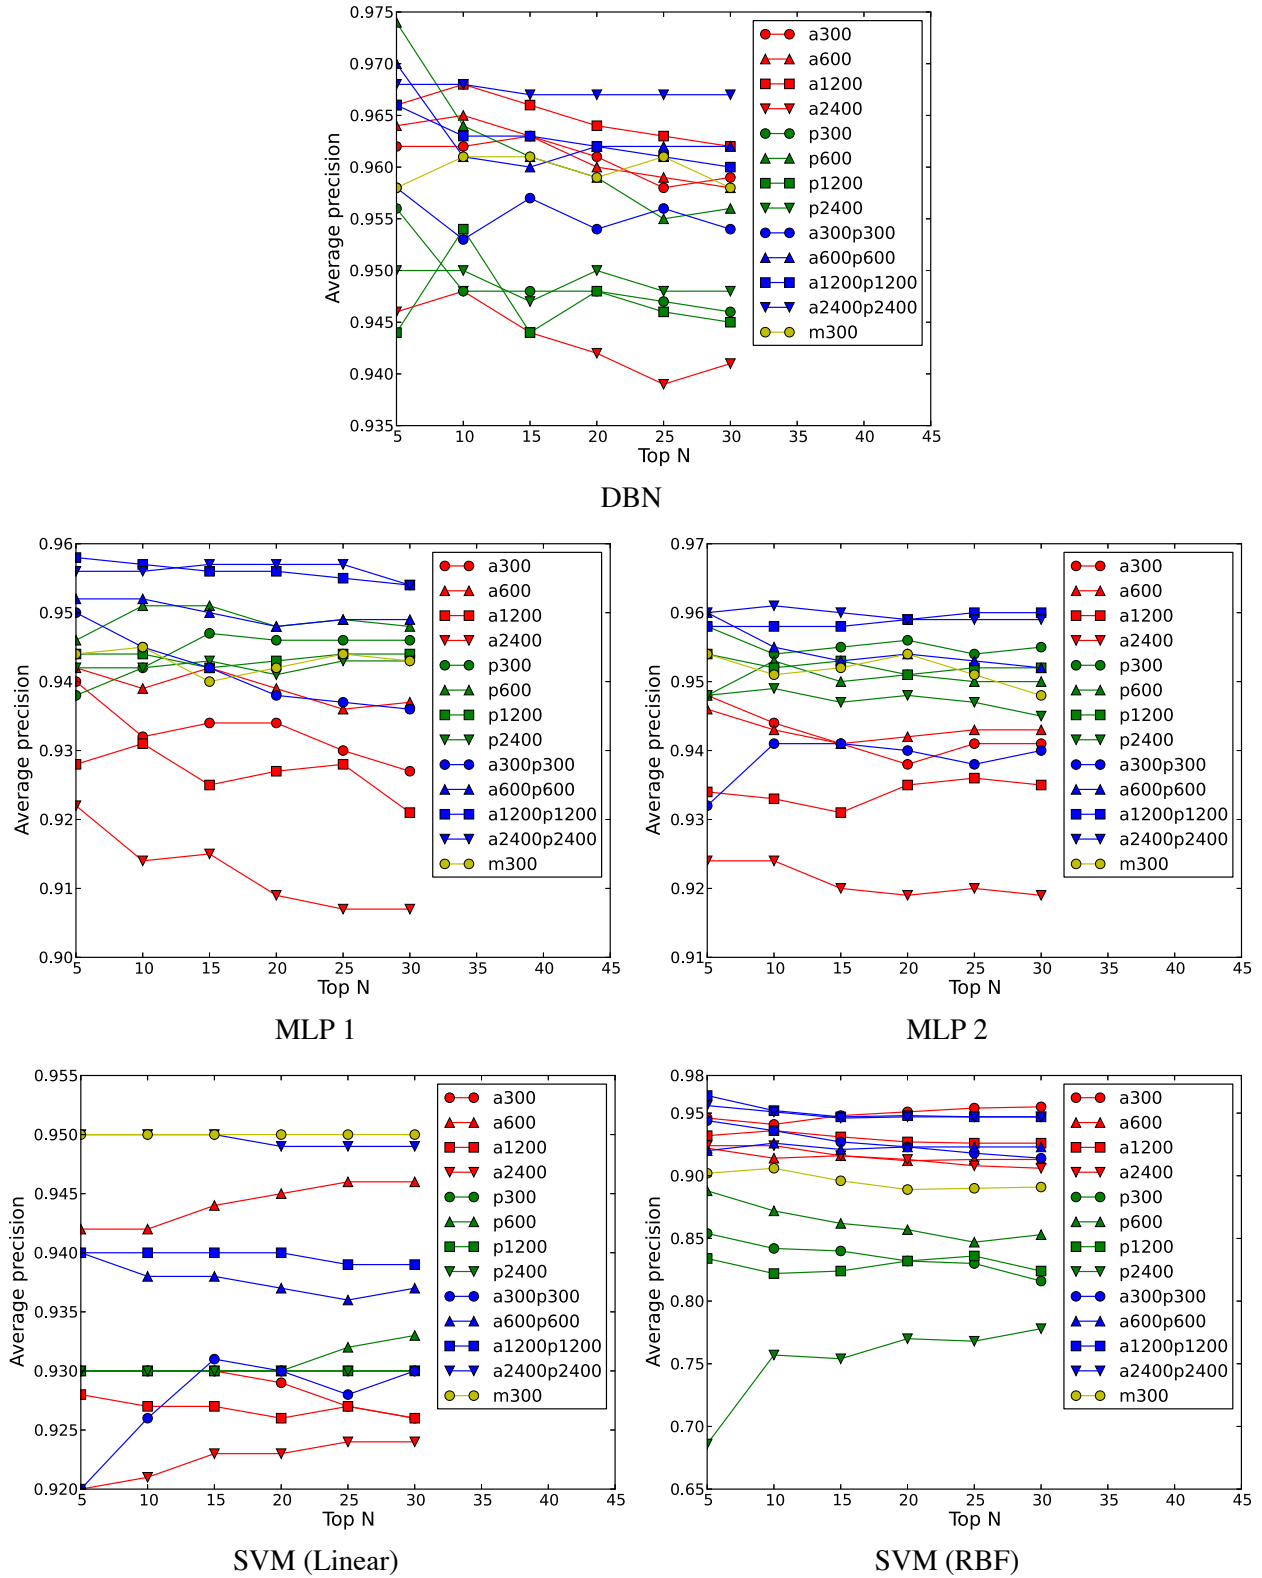 0.975
0.970
0.965
0.960
0.955
0.950
0.945
0.940
0.935
Average precision
5 10 15 20 25 30 35 40 45
Top N
a300
a600
a1200
a2400
p300
p600
p1200
p2400
a300p300
a600p600
a1200p1200
a2400p2400
m300
DBN
0.96
0.95
0.94
0.93
0.92
0.91
0.90
Average precision
5 10 15 20 25 30 35 40 45
Top N
a300
a600
a1200
a2400
p300
p600
p1200
p2400
a300p300
a600p600
a1200p1200
a2400p2400
m300
MLP 1
0.97
0.96
0.95
0.94
0.93
0.92
0.91
Average precision
5 10 15 20 25 30 35 40 45
Top N
a300
a600
a1200
a2400
p300
p600
p1200
p2400
a300p300
a600p600
a1200p1200
a2400p2400
m300
MLP 2
0.955
0.950
0.945
0.940
0.935
0.930
0.925
0.920
Average precision
5 10 15 20 25 30 35 40 45
Top N
a300
a600
a1200
a2400
p300
p600
p1200
p2400
a300p300
a600p600
a1200p1200
a2400p2400
m300
SVM (Linear)
0.98
0.95
0.90
0.85
0.80
0.75
0.70
0.65
Average precision
5 10 15 20 25 30 35 40 45
Top N
a300
a600
a1200
a2400
p300
p600
p1200
p2400
a300p300
a600p600
a1200p1200
a2400p2400
m300
SVM (RBF)